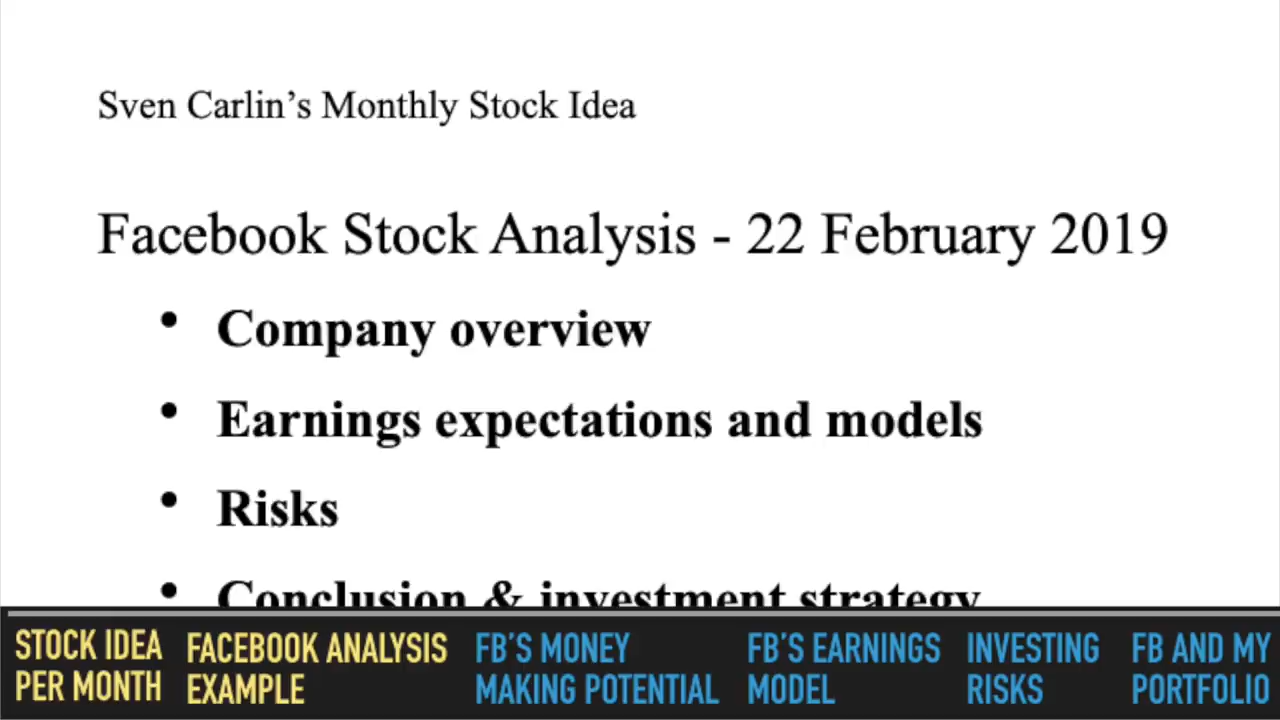 Sven Carlin’s Monthly Stock Idea
Facebook Stock Analysis - 22 February 2019
• Company overview
• Earnings expectations and models
• Risks
• Conclusion & investment strategy
STOCK IDEA
PER MONTH
FACEBOOK ANALYSIS
EXAMPLE
FB’S MONEY
MAKING POTENTIAL
FB’S EARNINGS
MODEL
INVESTING
RISKS
FB AND MY
PORTFOLIO